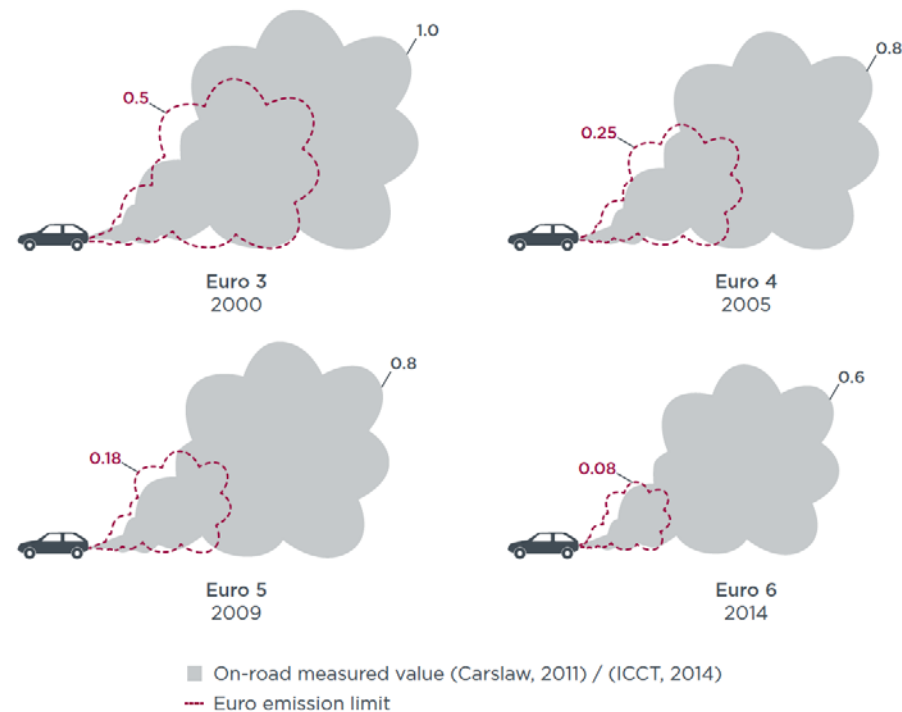 1.0
0.5
Euro 3
2000
0.8
0.25
Euro 4
2005
0.8
0.18
Euro 5
2009
0.6
0.08
Euro 6
2014
On-road measured value (Carslaw, 2011) / (ICCT, 2014)
Euro emission limit